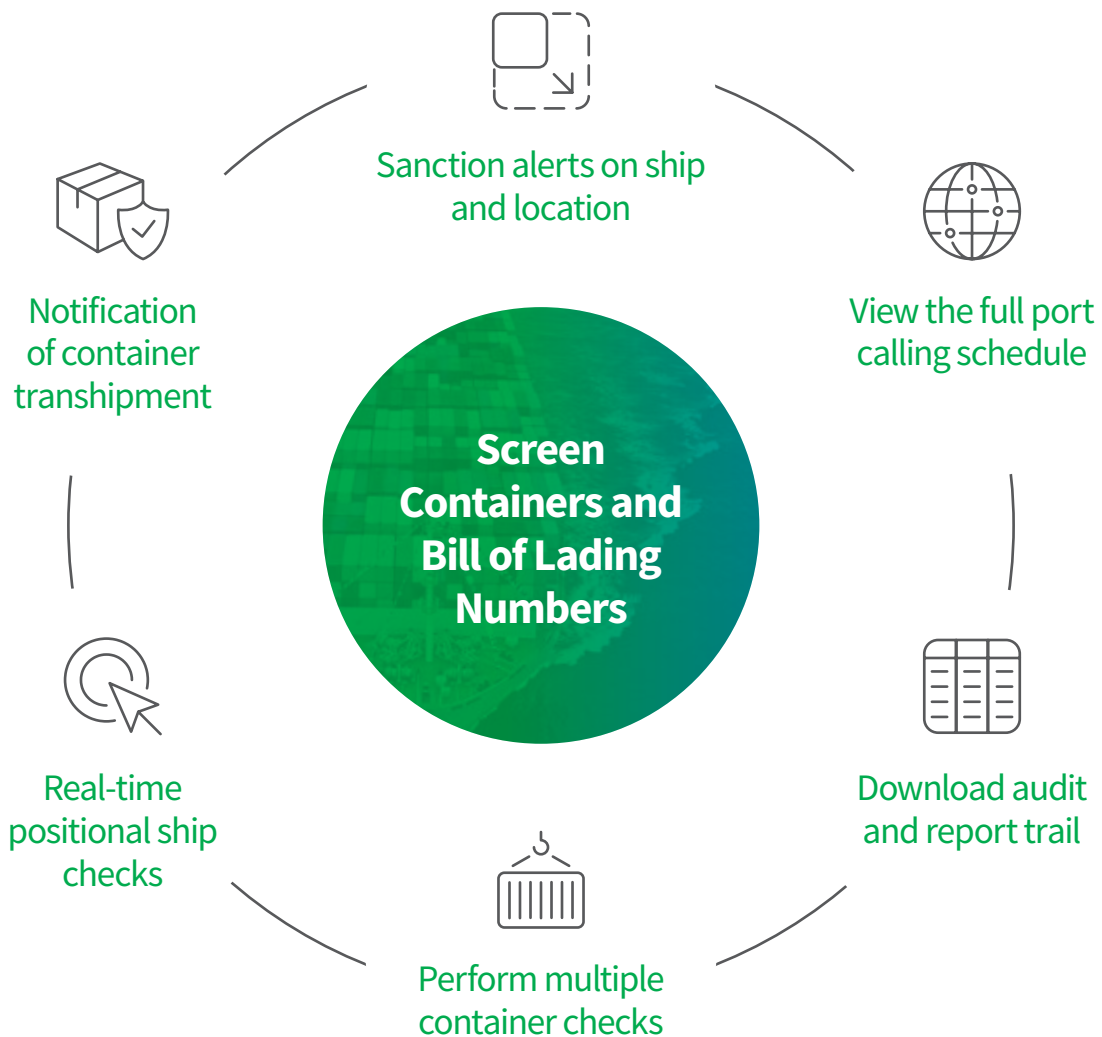 Sanction alerts on ship
and location
View the full port
calling schedule
Download audit
and report trail
Perform multiple
container checks
Real-time
positional ship
checks
Notification
of container
transhipment
Screen
Containers and
Bill of Lading
Numbers